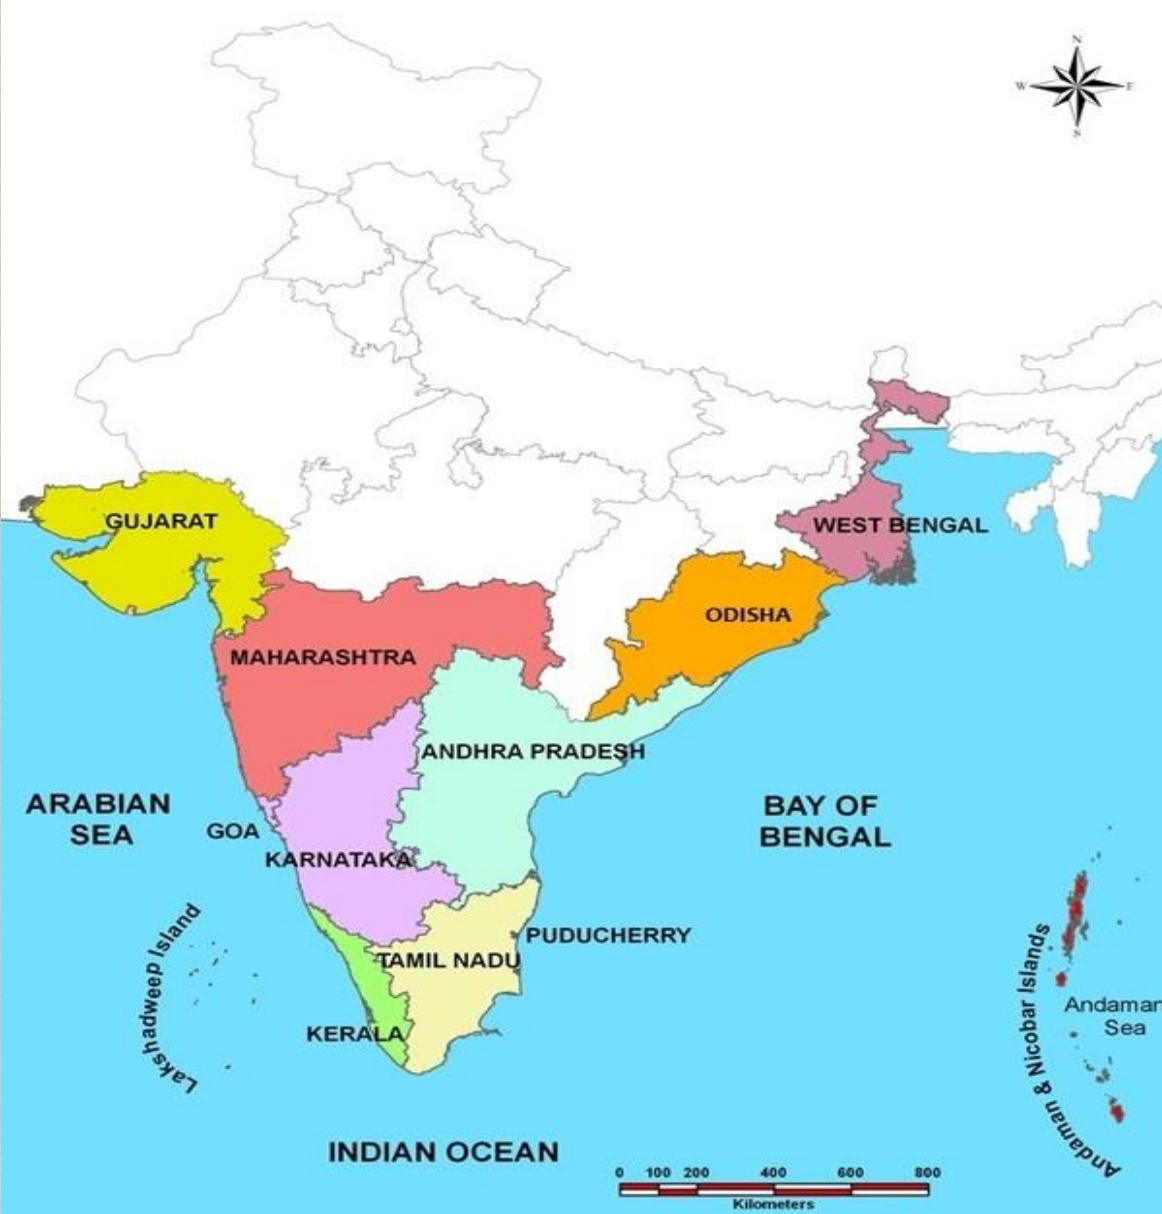 N
W
E
S
GUJARAT
WEST BENGAL
ODISHA
MAHARASHTRA
ANDHRA PRADESH
ARABIAN
SEA
GOA
BAY OF
BENGAL
KARNATAKA
Lakshadweep Island
PUDUCHERRY
TAMIL NADU
KERALA
Andaman & Nicobar Islands
Andaman
Sea
INDIAN OCEAN
0 100 200 400 600 800
Kilometers